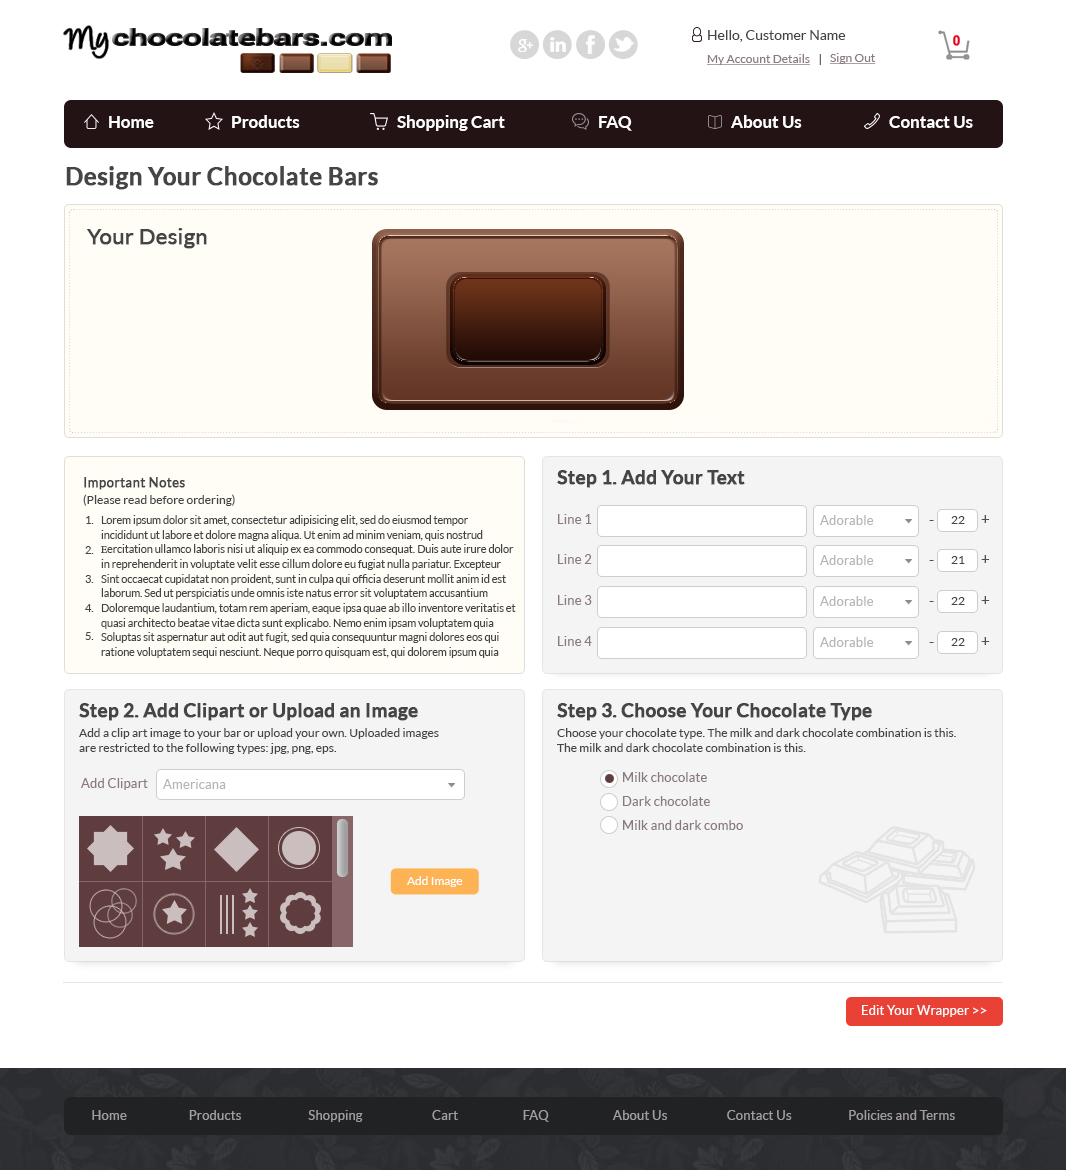 Mychocolatebars.com
g+ in f
Hello, Customer Name
My Account Details | Sign Out
0
Home Products Shopping Cart FAQ About Us Contact Us
Design Your Chocolate Bars
Your Design
Important Notes
(Please read before ordering)
1. Lorem ipsum dolor sit amet, consectetur adipisicing elit, sed do eiusmod tempor
incididunt ut labore et dolore magna aliqua. Ut enim ad minim veniam, quis nostrud
2. Eercitation ullamco laboris nisi ut aliquip ex ea commodo consequat. Duis aute irure dolor
in reprehenderit in voluptate velit esse cillum dolore eu fugiat nulla pariatur. Excepteur
3. Sint occaecat cupidatat non proident, sunt in culpa qui officia deserunt mollit anim id est
laborum. Sed ut perspiciatis unde omnis iste natus error sit voluptatem accusantium
4. Doloremque laudantium, totam rem aperiam, eaque ipsa quae ab illo inventore veritatis et
quasi architecto beatae vitae dicta sunt explicabo. Nemo enim ipsam voluptatem quia
5. Soluptas sit aspernatur aut odit aut fugit, sed quia consequuntur magni dolores eos qui
ratione voluptatem sequi nesciunt. Neque porro quisquam est, qui dolorem ipsum quia
Step 1. Add Your Text
Line 1 Adorable - 22 +
Line 2 Adorable - 21 +
Line 3 Adorable - 22 +
Line 4 Adorable - 22 +
Step 2. Add Clipart or Upload an Image
Add a clip art image to your bar or upload your own. Uploaded images
are restricted to the following types: jpg, png, eps.
Add Clipart Americana
Add Image
Step 3. Choose Your Chocolate Type
Choose your chocolate type. The milk and dark chocolate combination is this.
The milk and dark chocolate combination is this.
Milk chocolate
Dark chocolate
Milk and dark combo
Edit Your Wrapper >>
Home Products Shopping Cart FAQ About Us Contact Us Policies and Terms